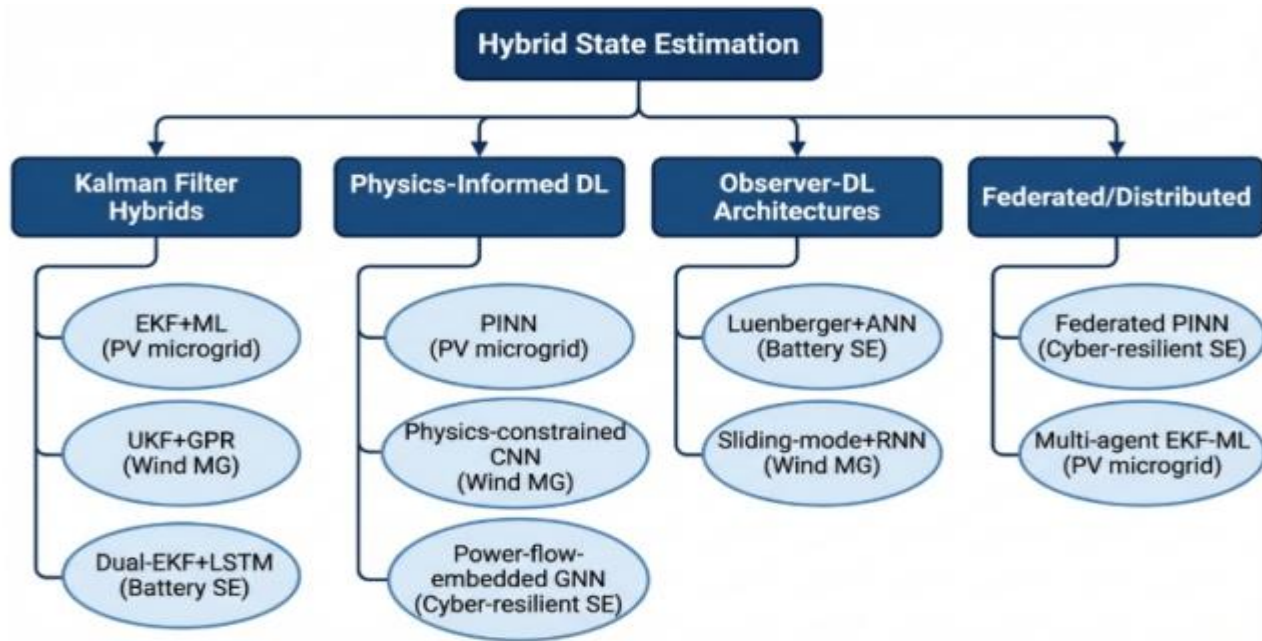 Hybrid State Estimation
Kalman Filter
Hybrids
EKF+ML
(PV microgrid)
UKF+GPR
(Wind MG)
Dual-EKF+LSTM
(Battery SE)
Physics-Informed DL
PINN
(PV microgrid)
Physics-constrained
CNN
(Wind MG)
Power-flow-
embedded GNN
(Cyber-resilient SE)
Observer-DL
Architectures
Luenberger+ANN
(Battery SE)
Sliding-mode+RNN
(Wind MG)
Federated/Distributed
Federated PINN
(Cyber-resilient SE)
Multi-agent EKF-ML
(PV microgrid)